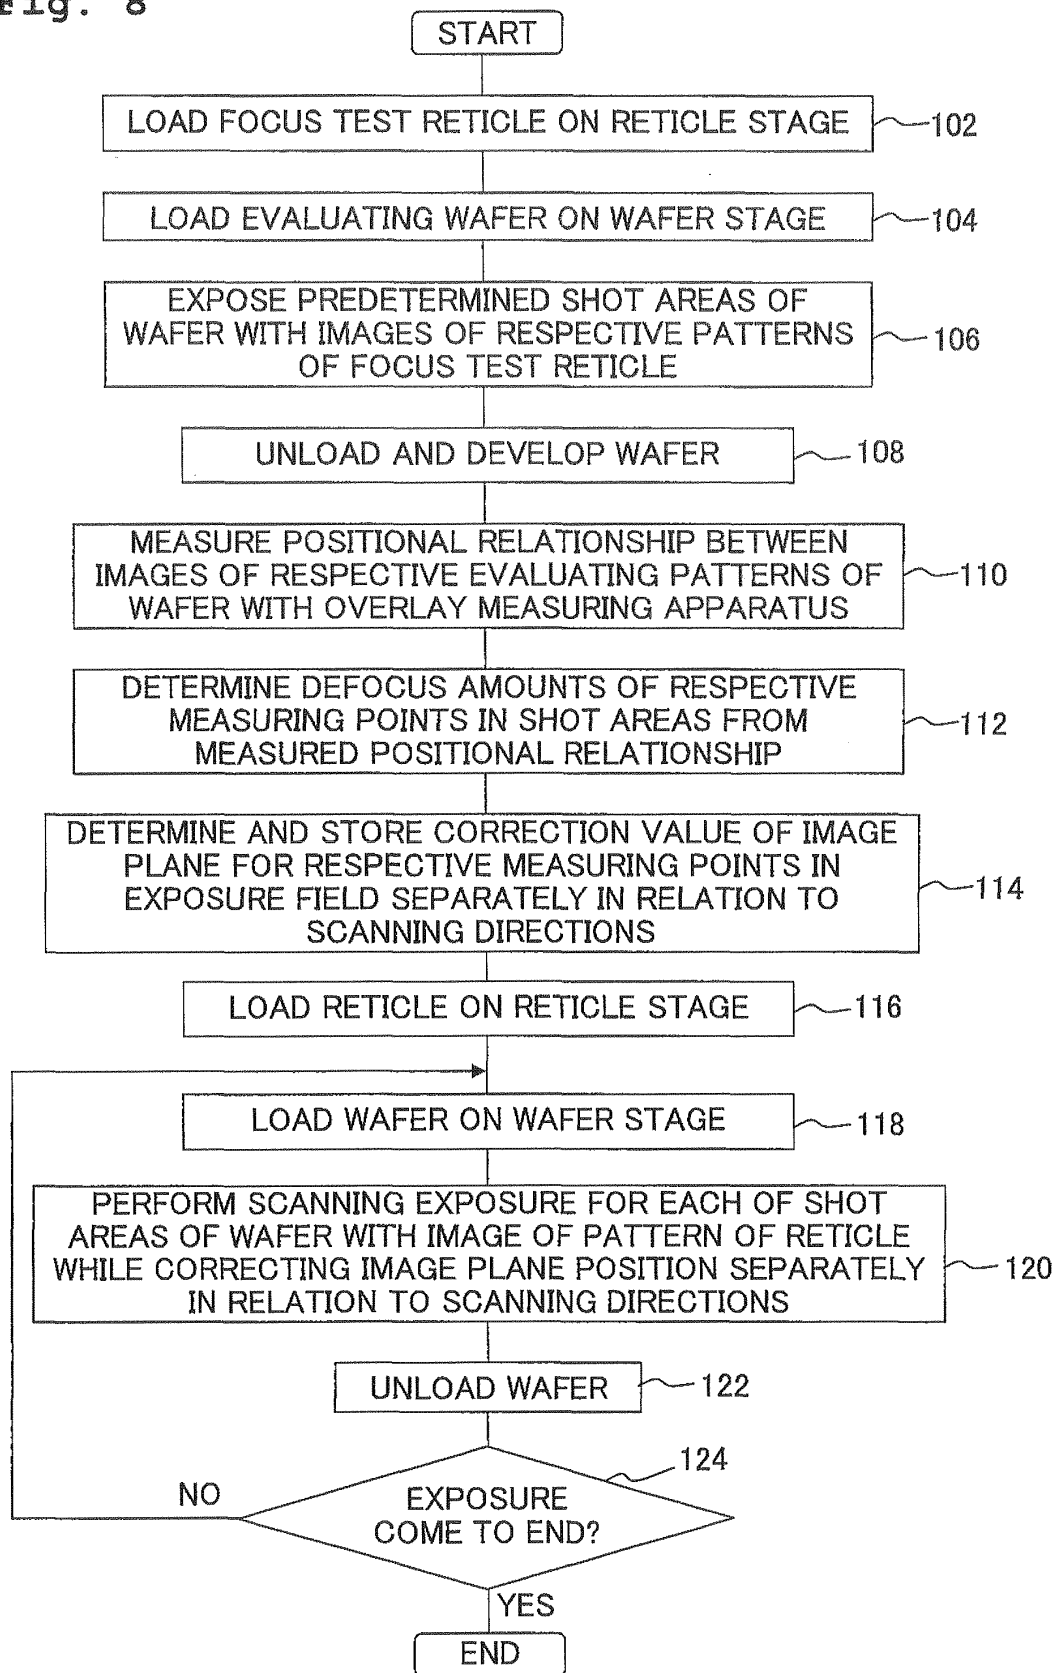 Fig. 8
START
LOAD FOCUS TEST RETICLE ON RETICLE STAGE
102
LOAD EVALUATING WAFER ON WAFER STAGE
104
EXPOSE PREDETERMINED SHOT AREAS OF
WAFER WITH IMAGES OF RESPECTIVE PATTERNS
OF FOCUS TEST RETICLE
106
UNLOAD AND DEVELOP WAFER
108
MEASURE POSITIONAL RELATIONSHIP BETWEEN
IMAGES OF RESPECTIVE EVALUATING PATTERNS OF
WAFER WITH OVERLAY MEASURING APPARATUS
110
DETERMINE DEFOCUS AMOUNTS OF RESPECTIVE
MEASURING POINTS IN SHOT AREAS FROM
MEASURED POSITIONAL RELATIONSHIP
112
DETERMINE AND STORE CORRECTION VALUE OF IMAGE
PLANE FOR RESPECTIVE MEASURING POINTS IN
EXPOSURE FIELD SEPARATELY IN RELATION TO
SCANNING DIRECTIONS
114
LOAD RETICLE ON RETICLE STAGE
116
LOAD WAFER ON WAFER STAGE
118
PERFORM SCANNING EXPOSURE FOR EACH OF SHOT
AREAS OF WAFER WITH IMAGE OF PATTERN OF RETICLE
WHILE CORRECTING IMAGE PLANE POSITION SEPARATELY
IN RELATION TO SCANNING DIRECTIONS
120
UNLOAD WAFER
122
124
NO
EXPOSURE
COME TO END?
YES
END